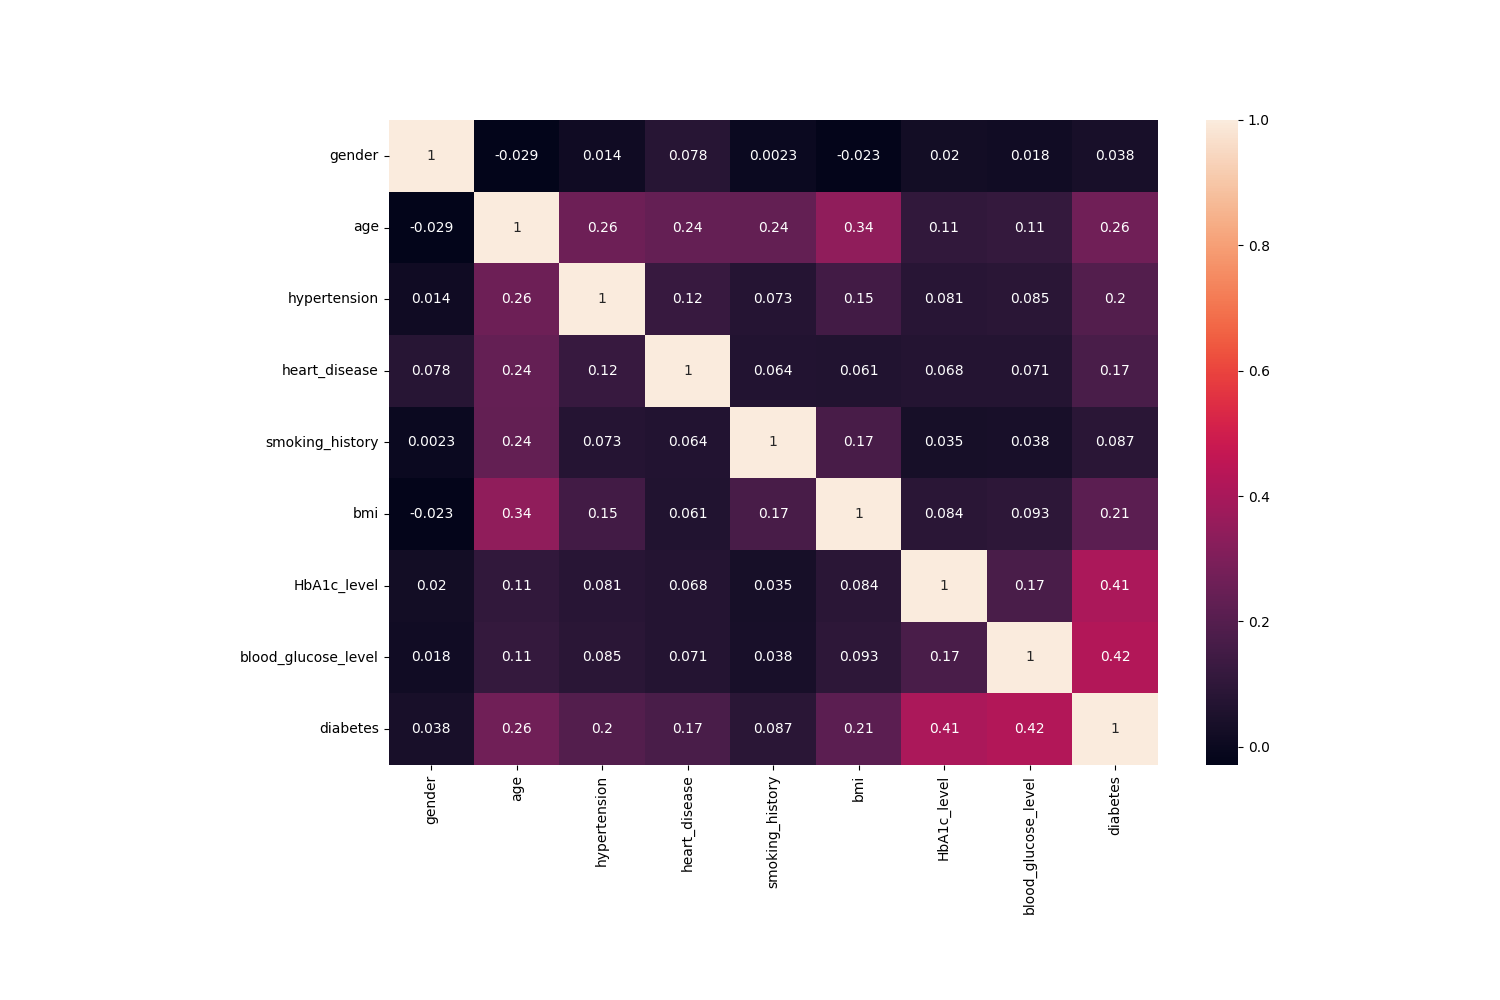 gender 1 -0.029 0.014 0.078 0.0023 -0.023 0.02 0.018 0.038
age -0.029 1 0.26 0.24 0.24 0.34 0.11 0.11 0.26
hypertension 0.014 0.26 1 0.12 0.073 0.15 0.081 0.085 0.2
heart_disease 0.078 0.24 0.12 1 0.064 0.061 0.068 0.071 0.17
smoking_history 0.0023 0.24 0.073 0.064 1 0.17 0.035 0.038 0.087
bmi -0.023 0.34 0.15 0.061 0.17 1 0.084 0.093 0.21
HbA1c_level 0.02 0.11 0.081 0.068 0.035 0.084 1 0.17 0.41
blood_glucose_level 0.018 0.11 0.085 0.071 0.038 0.093 0.17 1 0.42
diabetes 0.038 0.26 0.2 0.17 0.087 0.21 0.41 0.42 1
gender
age
hypertension
heart_disease
smoking_history
bmi
HbA1c_level
blood_glucose_level
diabetes
1.0
0.8
0.6
0.4
0.2
0.0